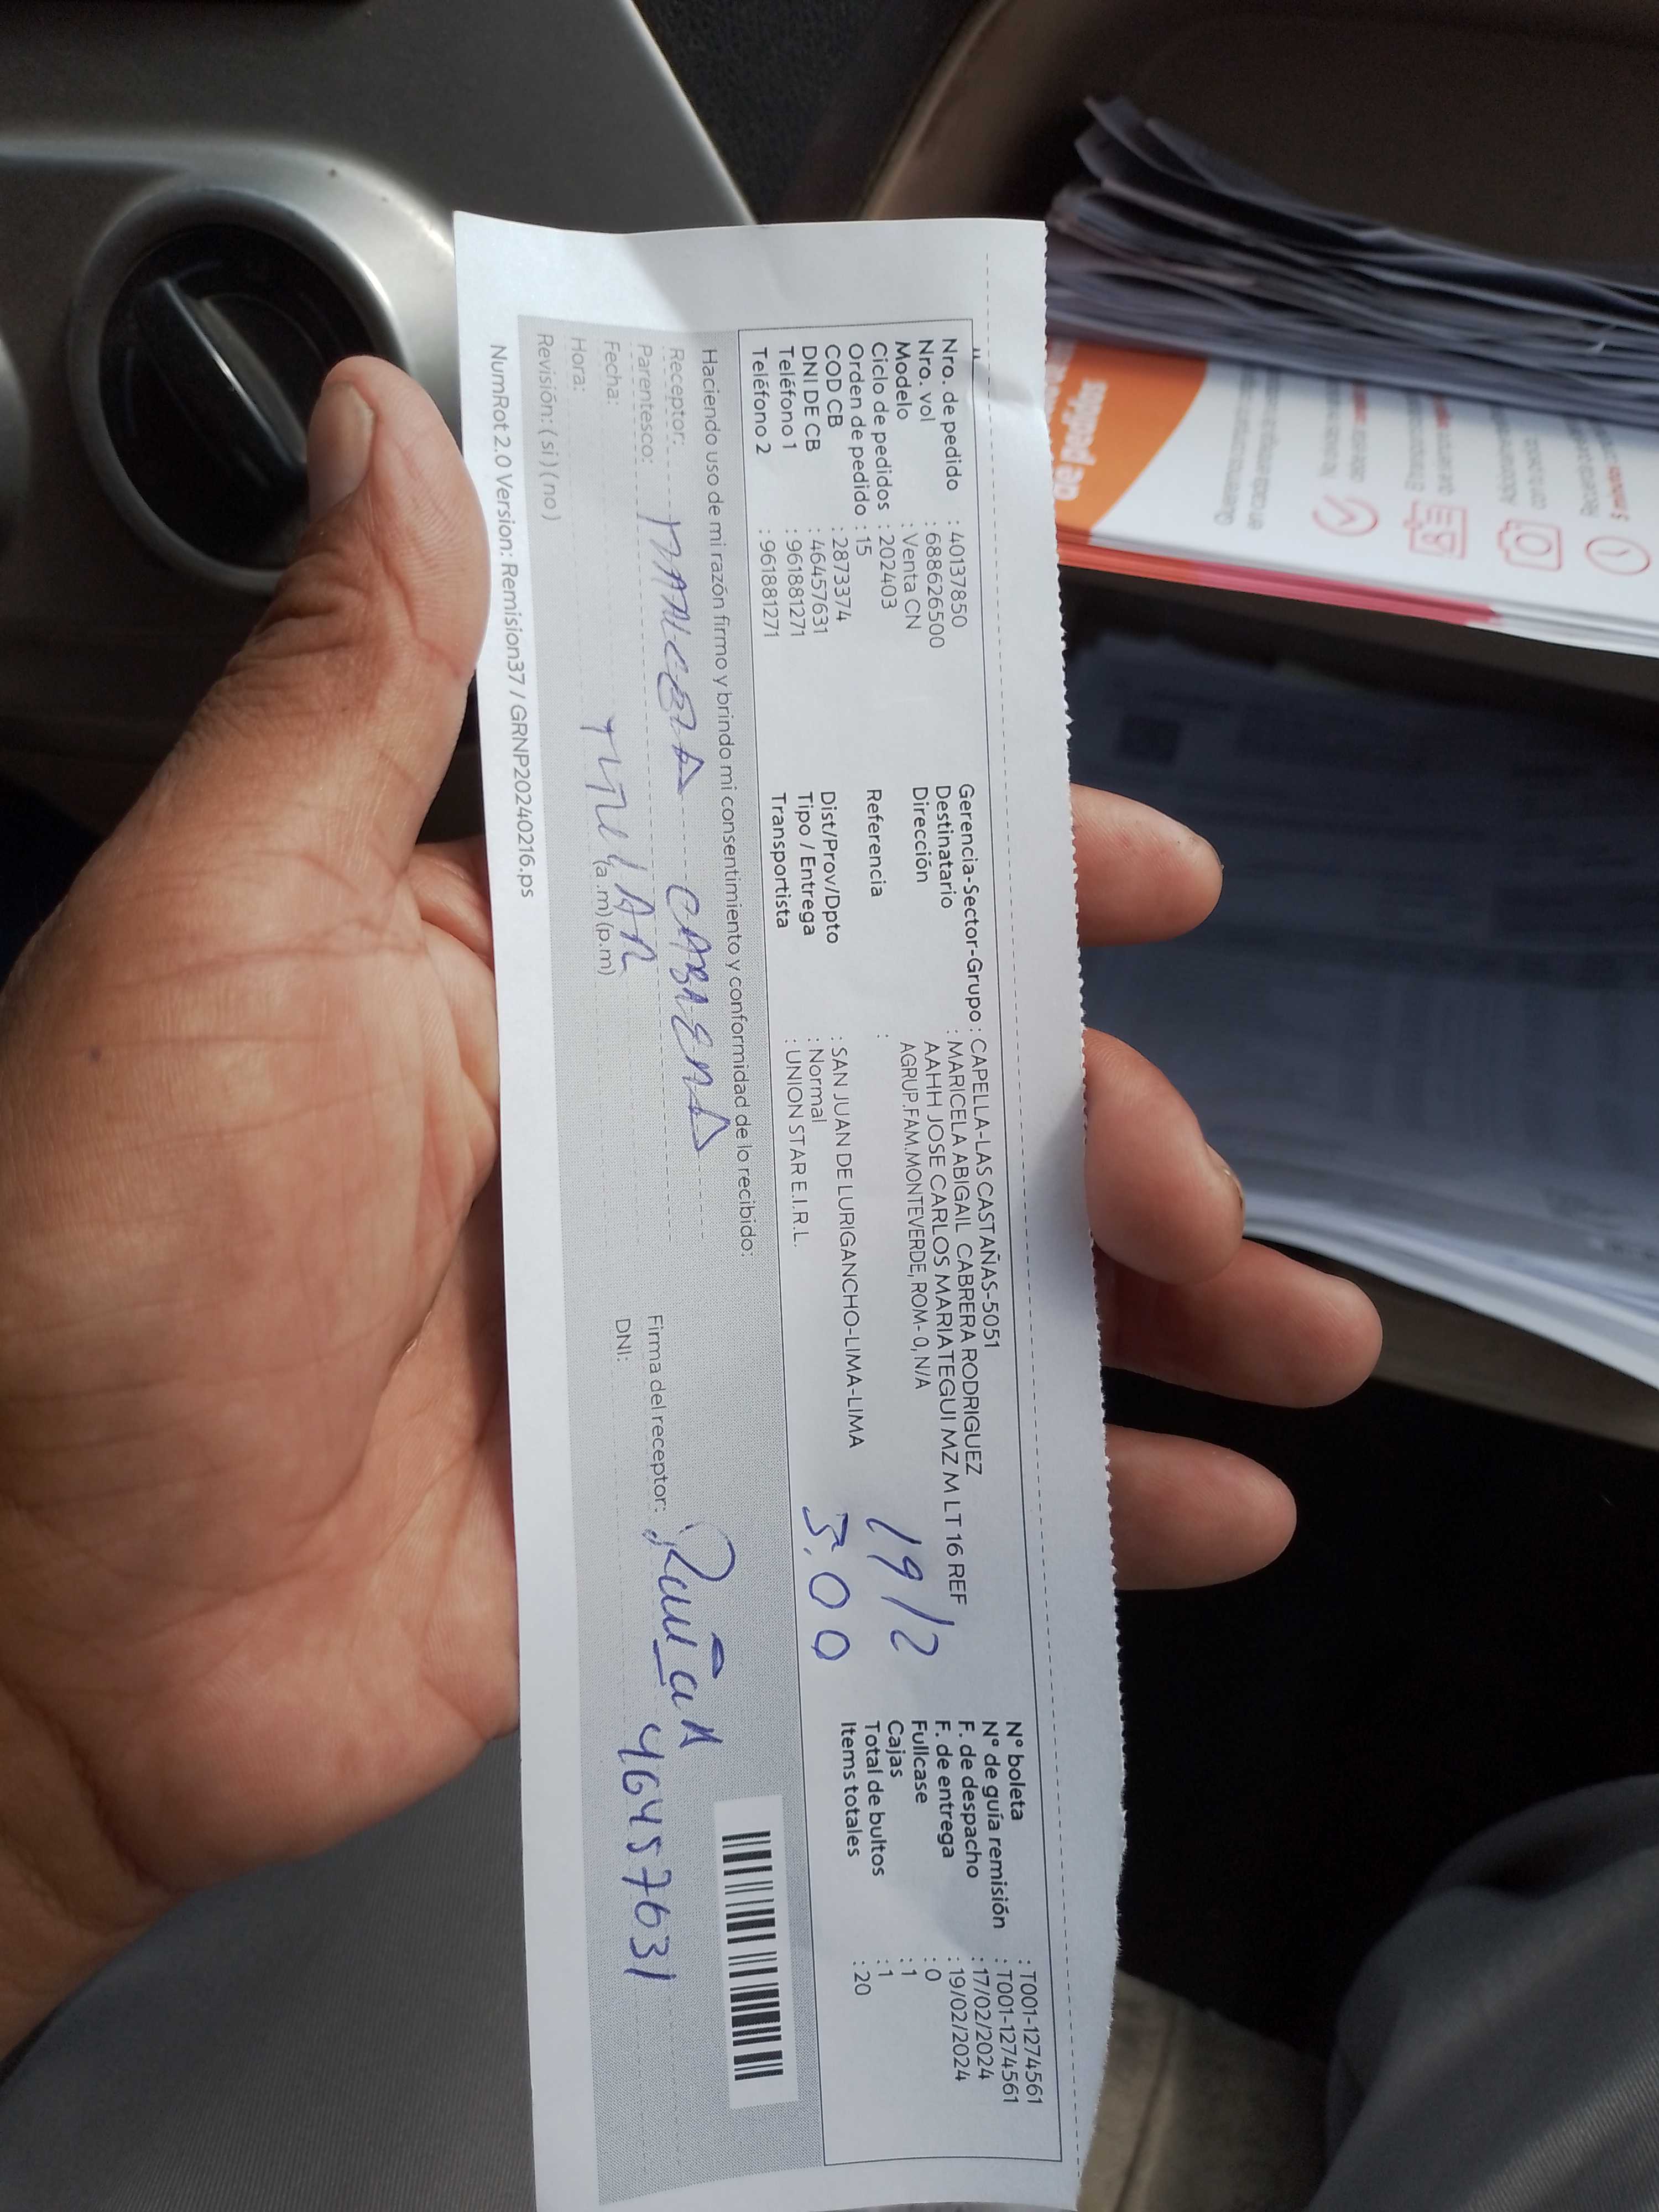 Nro. de pedido : 40137850
Nro. vol : 688626500
Modelo : Venta CN
Ciclo de pedidos : 202403
Orden de pedido : 15
COD CB : 2873374
DNI DE CB : 46457631
Teléfono 1 : 961881271
Teléfono 2 : 961881271
Gerencia-Sector-Grupo : CAPELLA-LAS CASTAÑAS-5051
Destinatario : MARICELA ABIGAIL CABRERA RODRIGUEZ
Dirección AAHH JOSE CARLOS MARIATEGUI MZ M LT 16 REF
AGRUP.FAM.MONTEVERDE, ROM- 0, N/A
Referencia :
Dist/Prov/Dpto : SAN JUAN DE LURIGANCHO-LIMA-LIMA
Tipo / Entrega : Normal
Transportista : UNION STAR E.I.R.L.
19/2
3.00
N° boleta : T001-1274561
N° de guía remisión : T001-1274561
F. de despacho : 17/02/2024
F. de entrega : 19/02/2024
Fullcase : 0
Cajas : 1
Total de bultos : 1
Items totales : 20
Haciendo uso de mi razón firmo y brindo mi consentimiento y conformidad de lo recibido:
Receptor: MARICELA CABRERA
Parentesco: TITULAR
Fecha:
Hora: (a.m) (p.m)
Revisión: ( si ) ( no )
Firma del receptor:
DNI: 46457631
NumRot 2.0 Version: Remision37 / GRNP20240216.ps
de pedidos